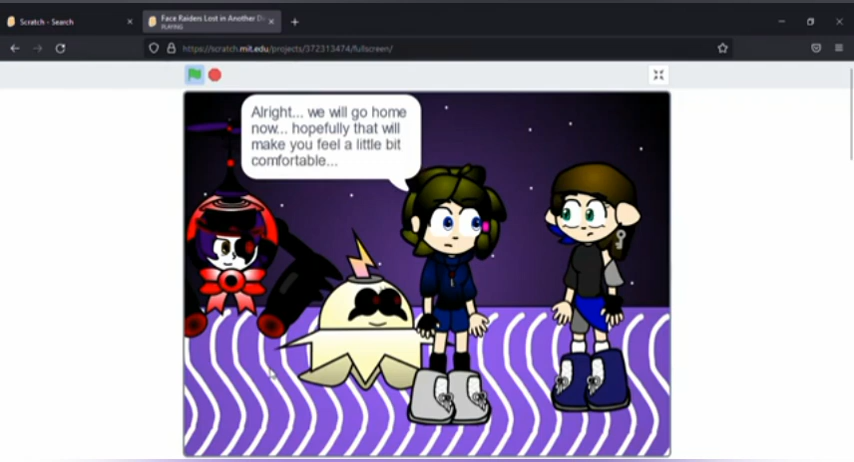 Scratch - Search
Face Raiders Lost in Another Di
PLAYING
https://scratch.mit.edu/projects/372313474/fullscreen/
Alright... we will go home
now... hopefully that will
make you feel a little bit
comfortable...